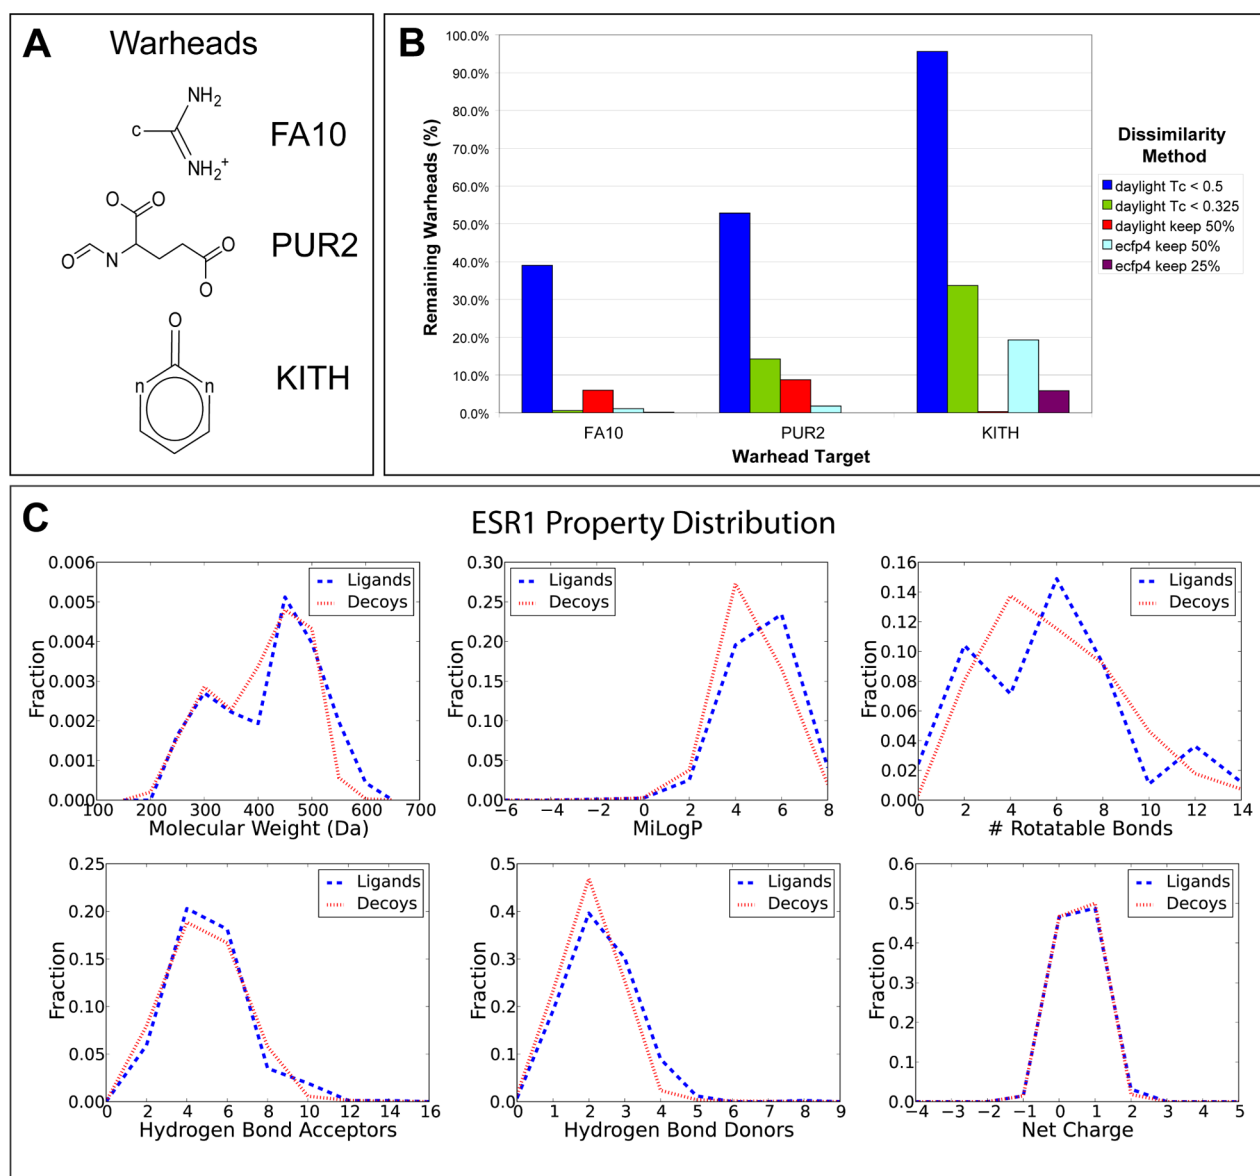 A
Warheads
NH2
C
NH2+
FA10
O
O
O
N
O
O
PUR2
O
n
n
KITH
B
100.0%
90.0%
80.0%
70.0%
60.0%
50.0%
40.0%
30.0%
20.0%
10.0%
0.0%
Remaining Warheads (%)
FA10
PUR2
KITH
Warhead Target
Dissimilarity
Method
daylight Tc < 0.5
daylight Tc < 0.325
daylight keep 50%
ecfp4 keep 50%
ecfp4 keep 25%
C
ESR1 Property Distribution
0.006
0.005
0.004
0.003
0.002
0.001
0.000
Fraction
Ligands
Decoys
100 200 300 400 500 600 700
Molecular Weight (Da)
0.30
0.25
0.20
0.15
0.10
0.05
0.00
Fraction
Ligands
Decoys
−6 −4 −2 0 2 4 6 8
MiLogP
0.16
0.14
0.12
0.10
0.08
0.06
0.04
0.02
0.00
Fraction
Ligands
Decoys
0 2 4 6 8 10 12 14
# Rotatable Bonds
0.25
0.20
0.15
0.10
0.05
0.00
Fraction
Ligands
Decoys
0 2 4 6 8 10 12 14 16
Hydrogen Bond Acceptors
0.5
0.4
0.3
0.2
0.1
0.0
Fraction
Ligands
Decoys
0 1 2 3 4 5 6 7 8 9
Hydrogen Bond Donors
0.6
0.5
0.4
0.3
0.2
0.1
0.0
Fraction
Ligands
Decoys
−4 −3 −2 −1 0 1 2 3 4 5
Net Charge